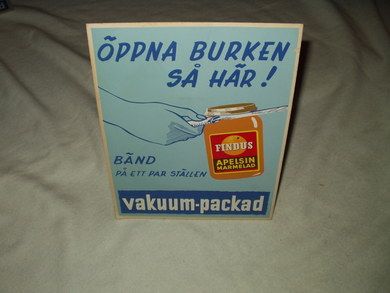 ÖPPNA BURKEN
SÅ HÄR!
FINDUS
APELSIN
MARMELAD
BÄND
PÅ ETT PAR STÄLLEN
vakuum-packad